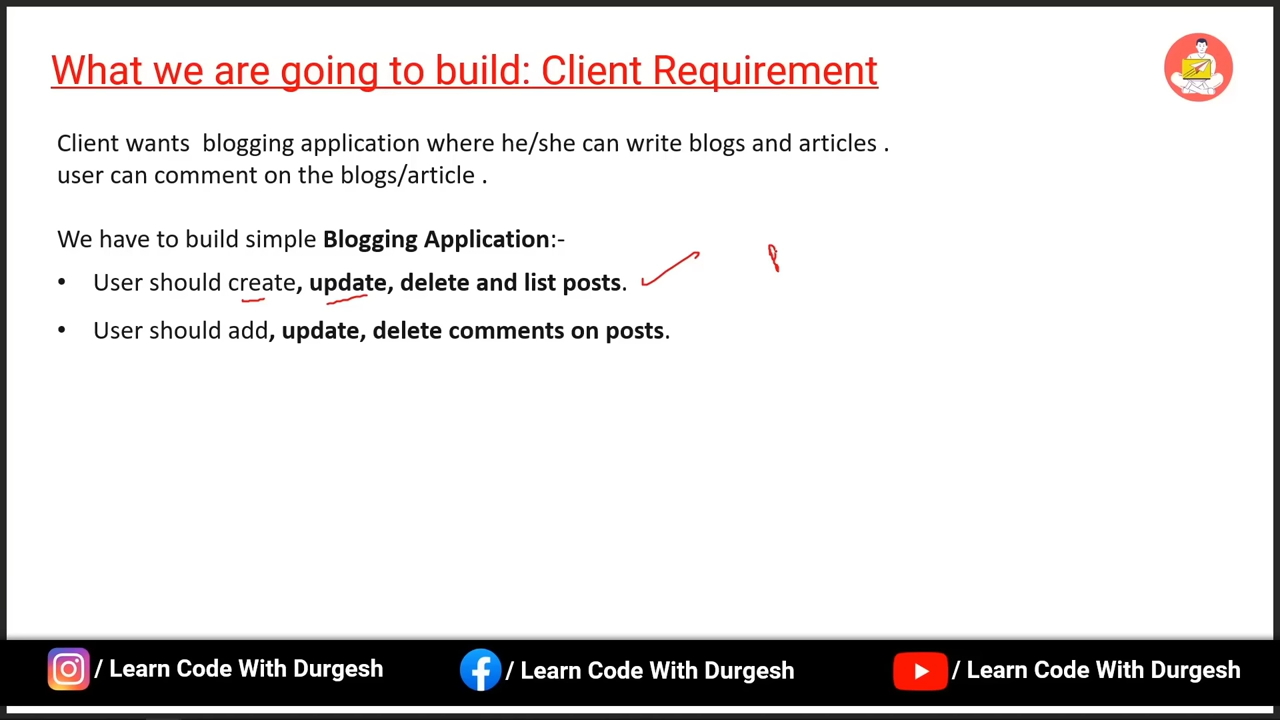 What we are going to build: Client Requirement
Client wants blogging application where he/she can write blogs and articles .
user can comment on the blogs/article .
We have to build simple Blogging Application:-
• User should create, update, delete and list posts.
• User should add, update, delete comments on posts.
/ Learn Code With Durgesh / Learn Code With Durgesh / Learn Code With Durgesh